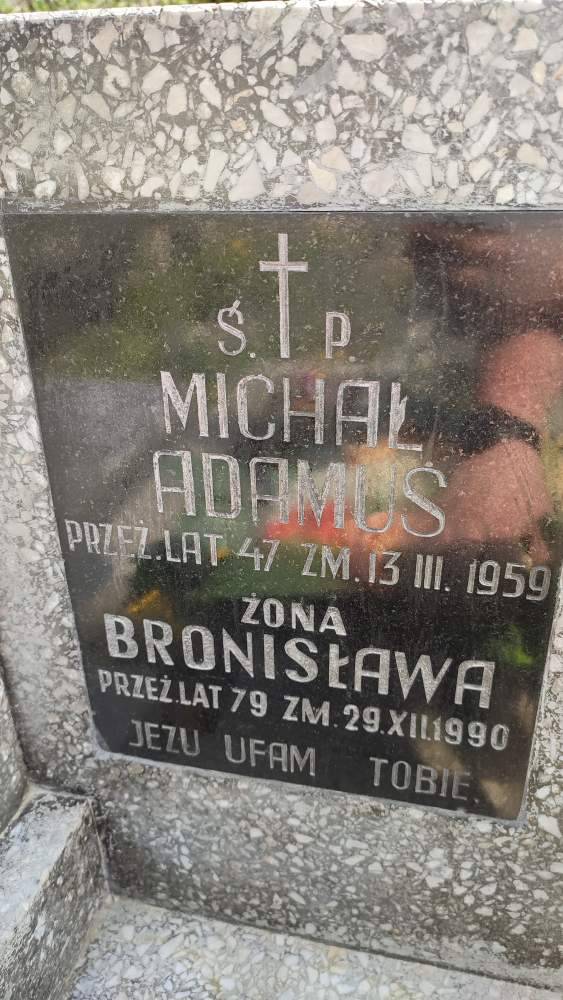 Ś. P.
MICHAŁ
ADAMUŚ
PRZEŻ. LAT 47 ZM. 13 III. 1959
ŻONA
BRONISŁAWA
PRZEŻ. LAT 79 ZM. 29.XII.1990
JEZU UFAM TOBIE.